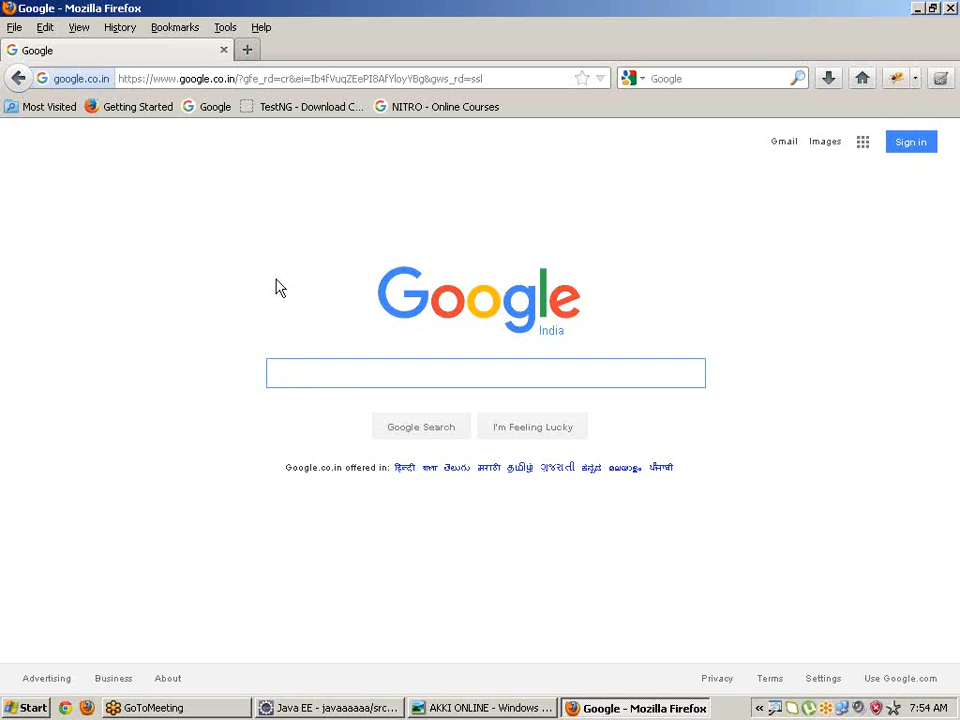 Google - Mozilla Firefox
File Edit View History Bookmarks Tools Help
Google
google.co.in https://www.google.co.in/?gfe_rd=cr&ei=Ib4fVuqZEePI8AfYloyYBg&gws_rd=ssl Google
Most Visited Getting Started Google TestNG - Download C... NITRO - Online Courses
Gmail Images Sign in
Google
India
Google Search I'm Feeling Lucky
Google.co.in offered in: हिन्दी বাংলা తెలుగు मराठी தமிழ் ગુજરાતી ಕನ್ನಡ മലയാളം ਪੰਜਾਬੀ
Advertising Business About Privacy Terms Settings Use Google.com
Start GoToMeeting Java EE - javaaaaaa/src... AKKI ONLINE - Windows ... Google - Mozilla Firefox « 7:54 AM